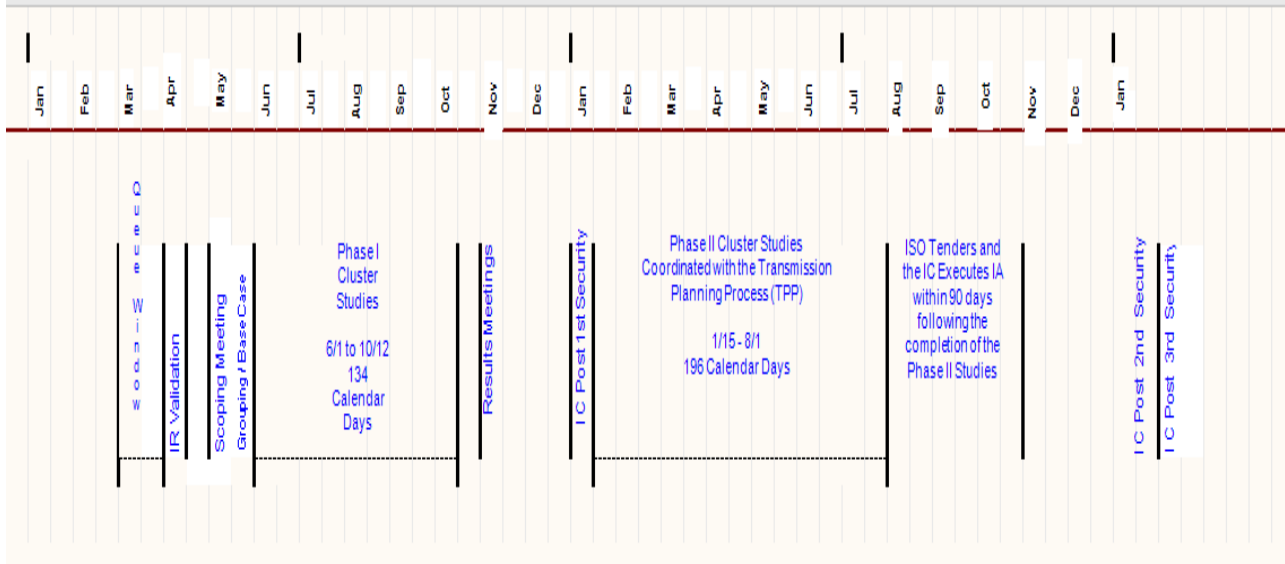 Jan
Feb
Mar
Apr
May
Jun
Jul
Aug
Sep
Oct
Nov
Dec
Jan
Feb
Mar
Apr
May
Jun
Jul
Aug
Sep
Oct
Nov
Dec
Jan
Queue Window
IR Validation
Scoping Meeting
Grouping / Base Case
Phase I
Cluster
Studies
6/1 to 10/12
134
Calendar
Days
Results Meetings
IC Post 1st Security
Phase II Cluster Studies
Coordinated with the Transmission
Planning Process (TPP)
1/15 - 8/1
196 Calendar Days
ISO Tenders and
the IC Executes IA
within 90 days
following the
completion of the
Phase II Studies
IC Post 2nd Security
IC Post 3rd Security